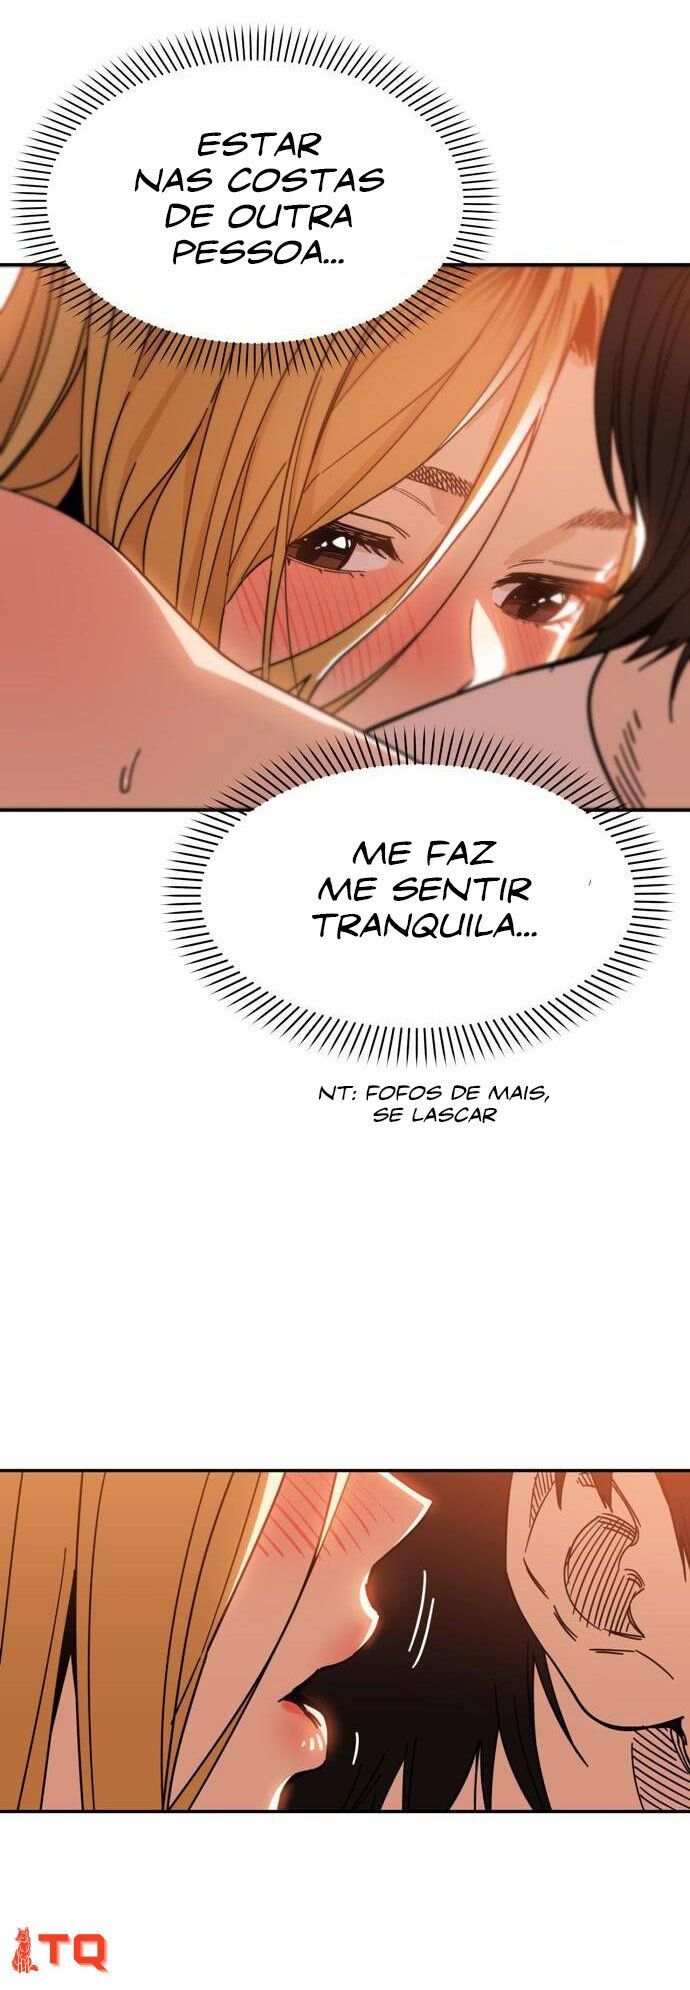 ESTAR
NAS COSTAS
DE OUTRA
PESSOA...
ME FAZ
ME SENTIR
TRANQUILA...
NT: FOFOS DE MAIS,
SE LASCAR
TQ